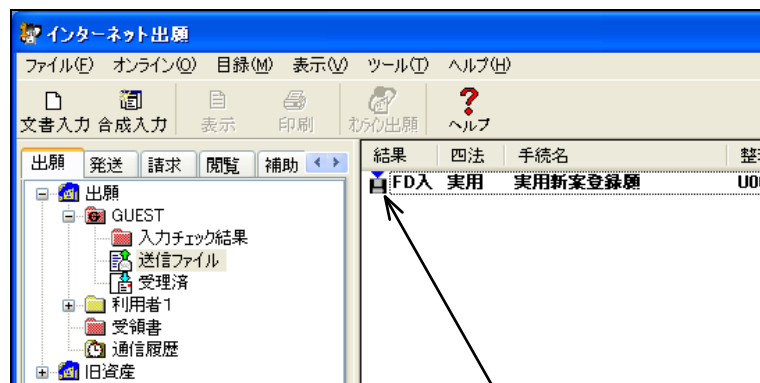 インターネット出願
ファイル(F) オンライン(O) 目録(M) 表示(V) ツール(T) ヘルプ(H)
文書入力 合成入力 表示 印刷 オンライン出願 ヘルプ
出願 発送 請求 閲覧 補助
結果 四法 手続名 整理
出願
FD入 実用 実用新案登録願 U00
GUEST
入力チェック結果
送信ファイル
受理済
利用者1
受領書
通信履歴
旧資産